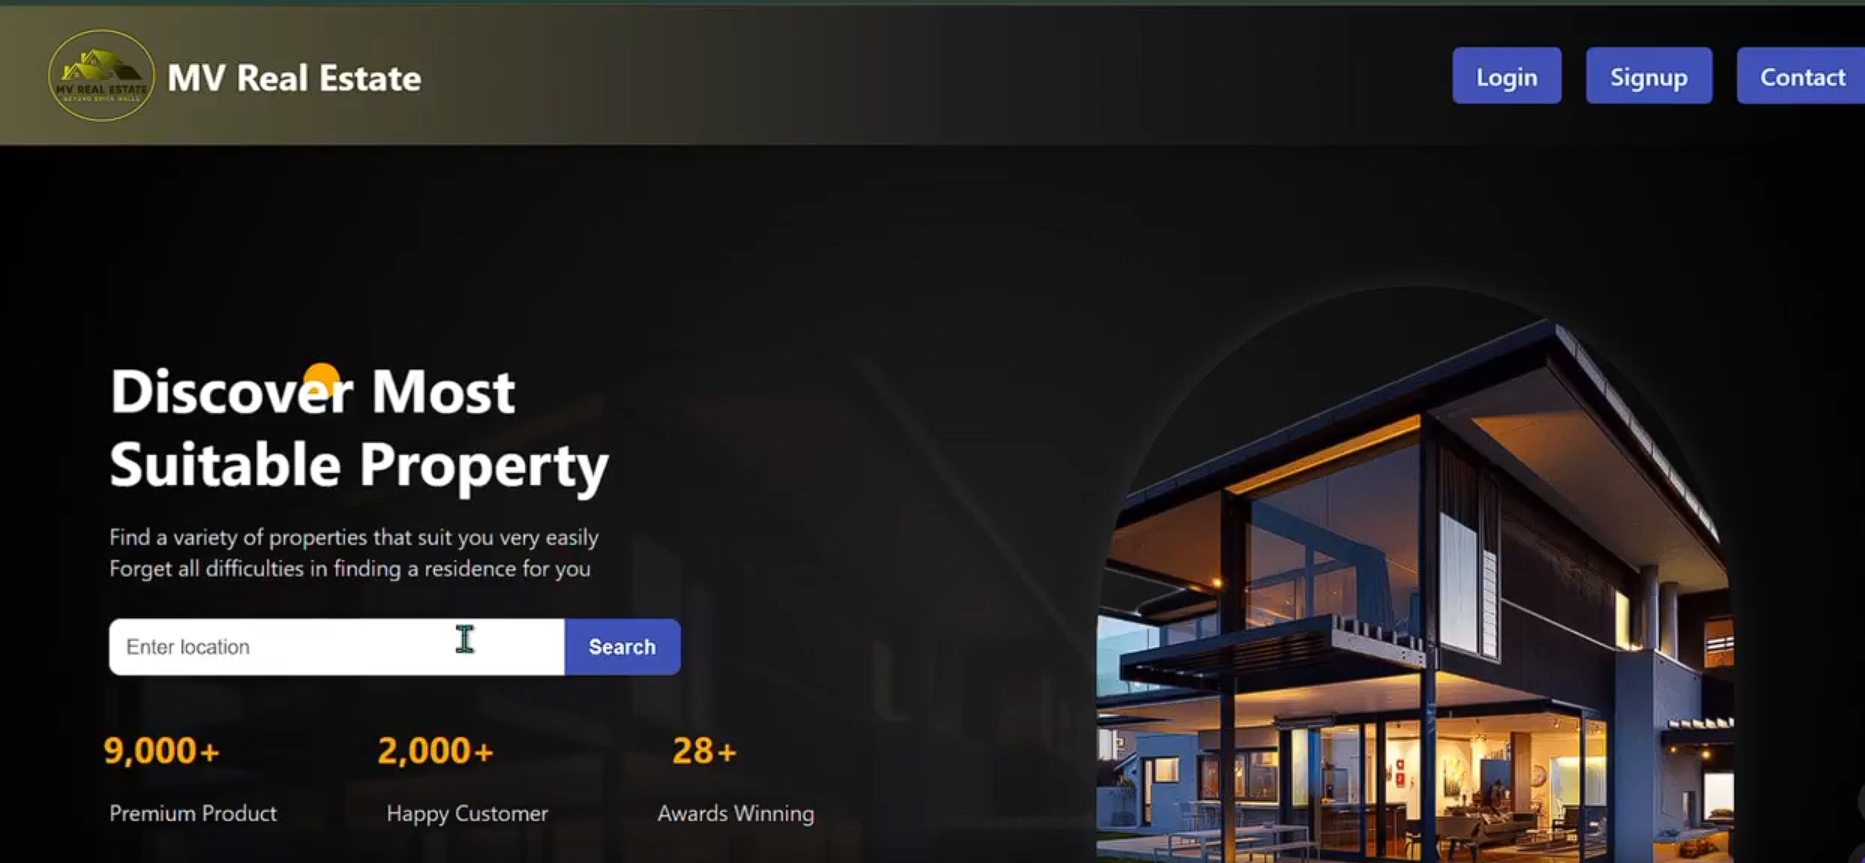 MV REAL ESTATE
BEYOND BRICK WALLS
MV Real Estate
Login
Signup
Contact
Discover Most
Suitable Property
Find a variety of properties that suit you very easily
Forget all difficulties in finding a residence for you
Enter location
Search
9,000+
2,000+
28+
Premium Product
Happy Customer
Awards Winning